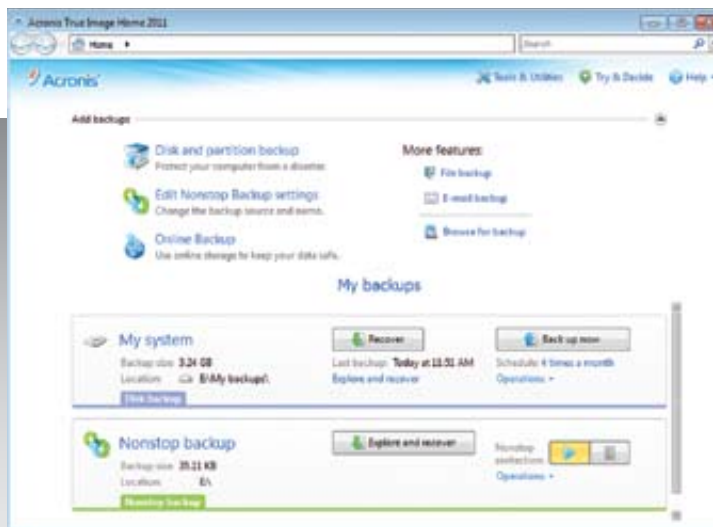 Acronis True Image Home 2011
Home
Search
Acronis
Tools & Utilities
Try & Decide
Help
Add backups
Disk and partition backup
Protect your computer from a disaster.
Edit Nonstop Backup settings
Change the backup source and name.
Online Backup
Use online storage to keep your data safe.
More features:
File backup
E-mail backup
Browse for backup
My backups
My system
Backup size: 3.24 GB
Location: E:\My backups\
Disk backup
Recover
Last backup: Today at 11:51 AM
Explore and recover
Back up now
Schedule: 4 times a month
Operations
Nonstop backup
Backup size: 35.11 KB
Location: E:\
Nonstop backup
Explore and recover
Nonstop protection:
Operations